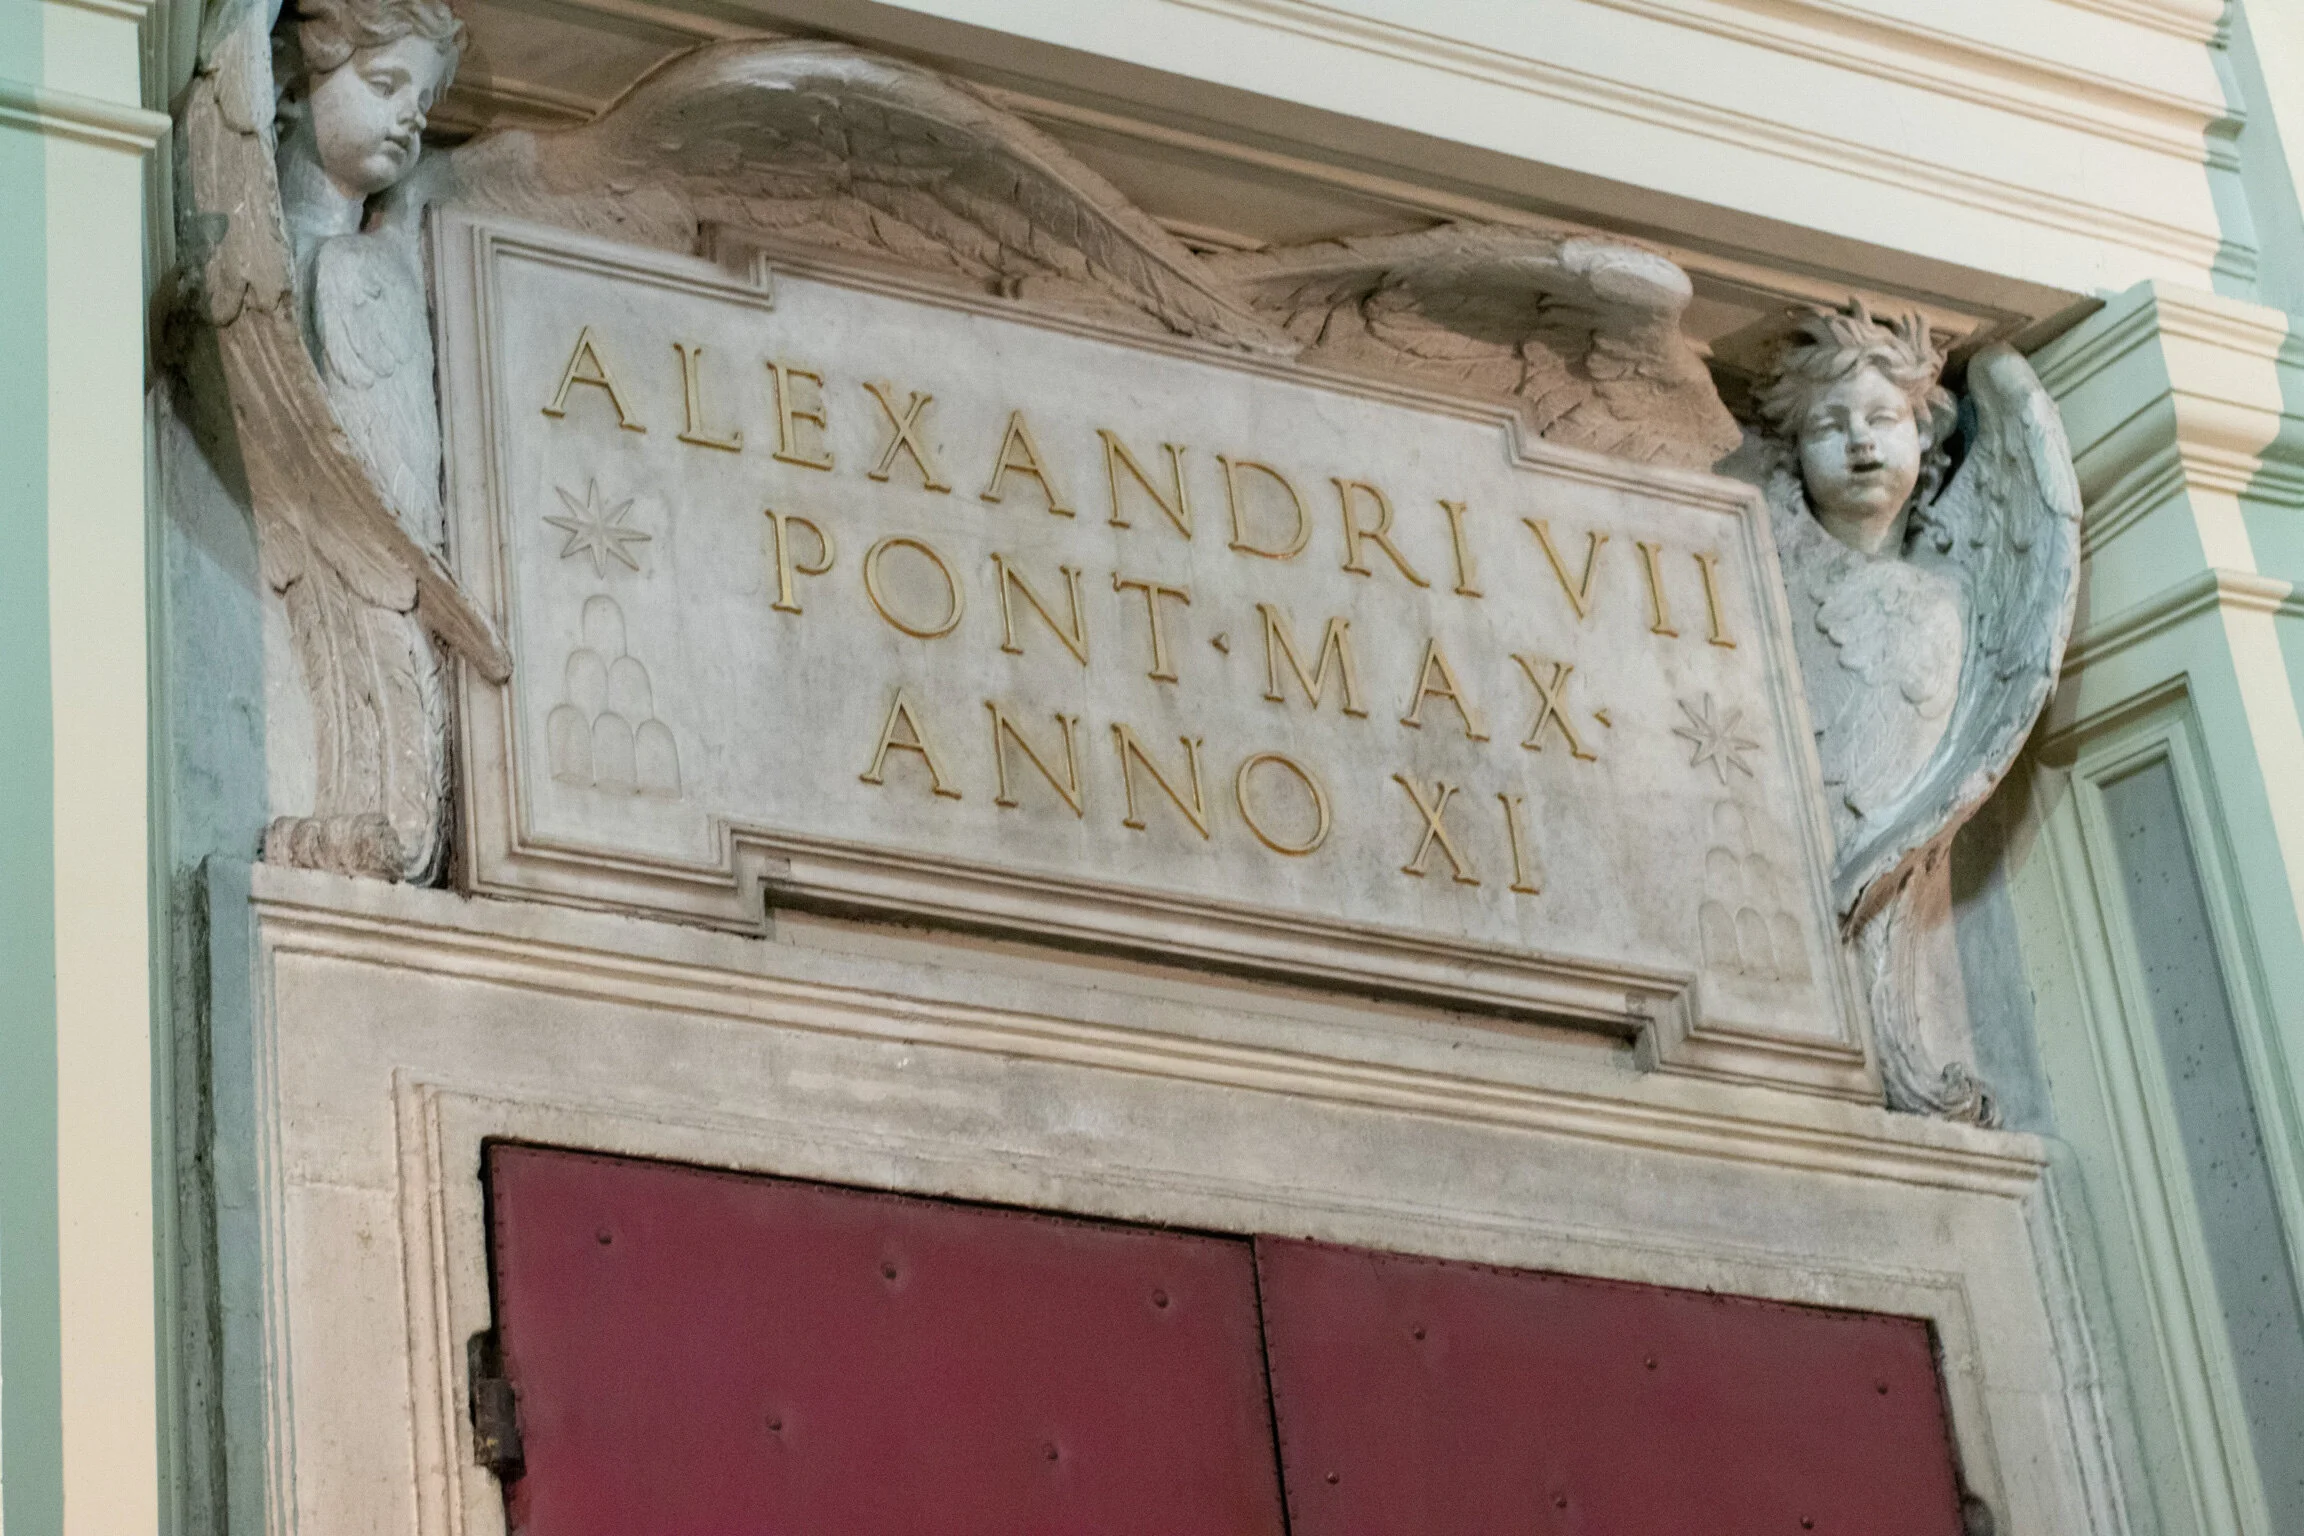 ALEXANDRI VII
PONT·MAX·
ANNO XI